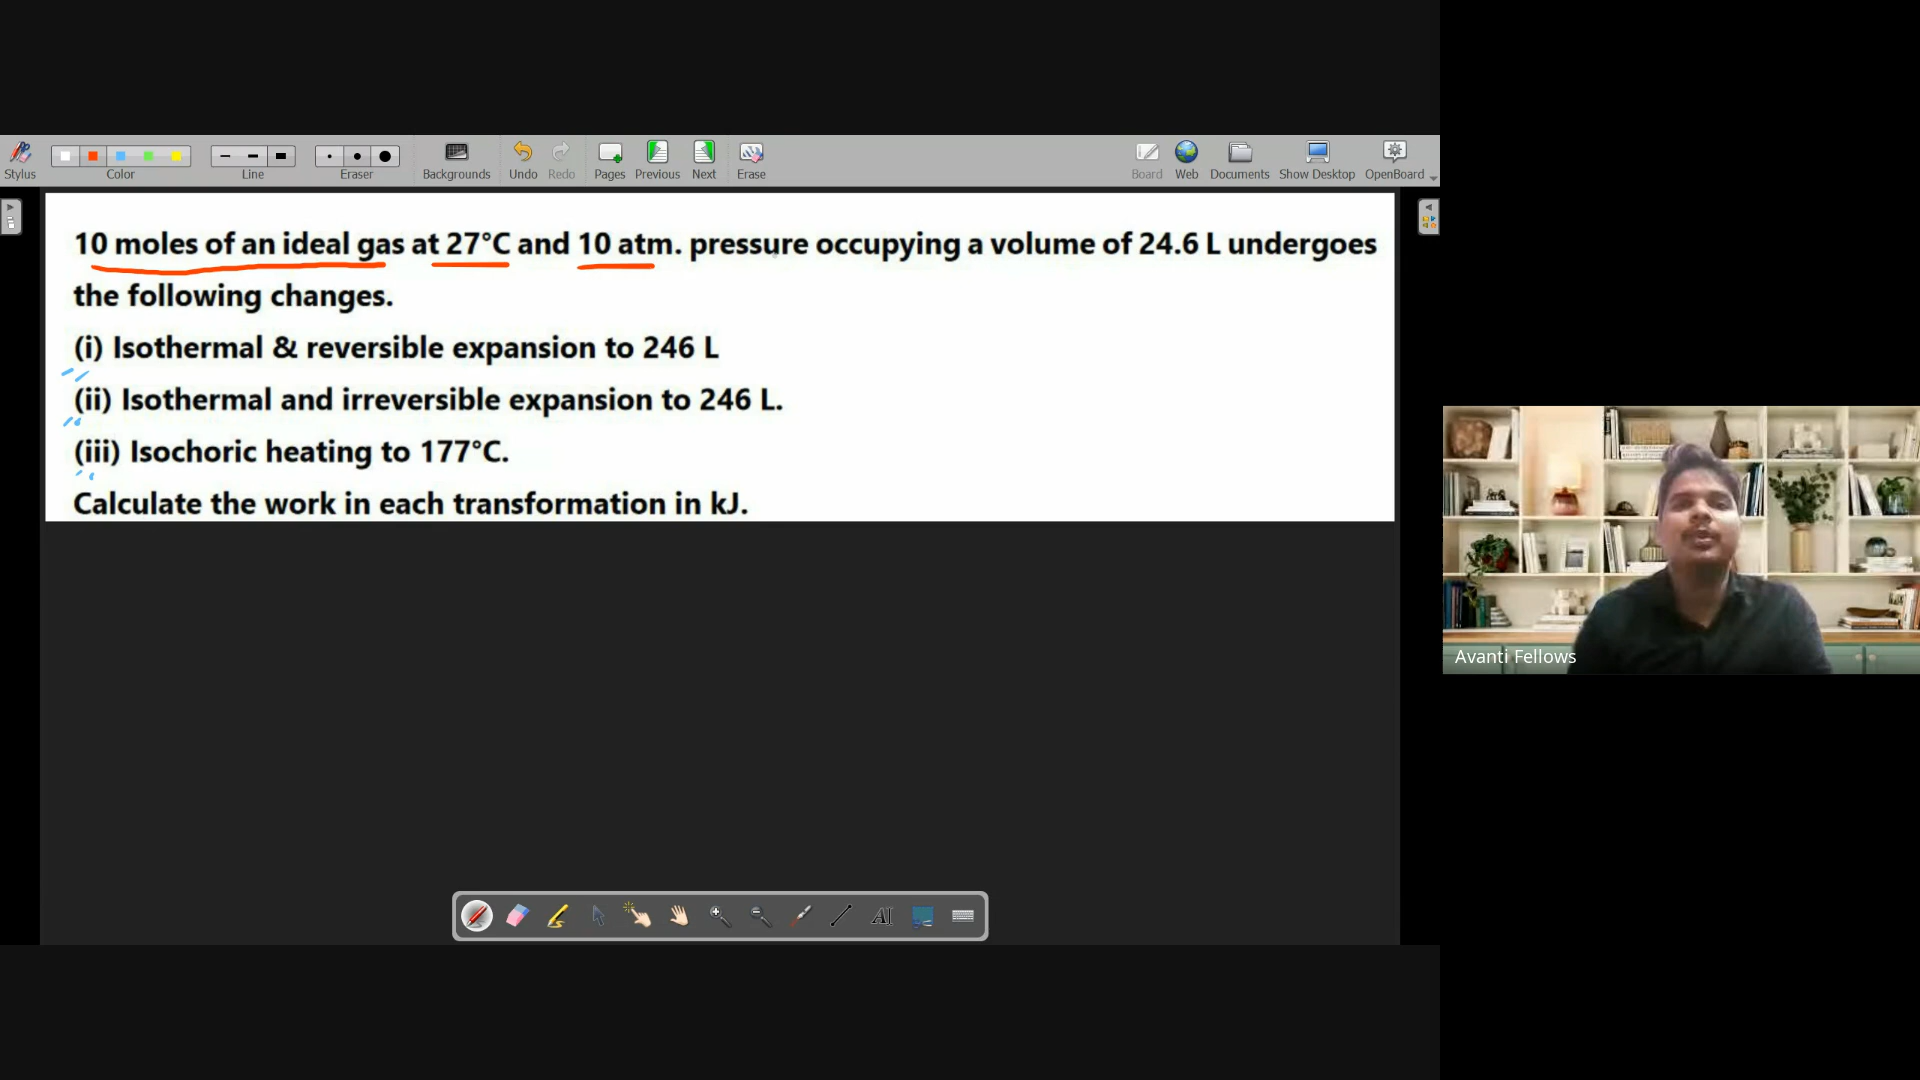 Stylus
Color
Line
Eraser
Backgrounds
Undo
Redo
Pages
Previous
Next
Erase
Board
Web
Documents
Show Desktop
OpenBoard
10 moles of an ideal gas at 27°C and 10 atm. pressure occupying a volume of 24.6 L undergoes
the following changes.
(i) Isothermal & reversible expansion to 246 L
(ii) Isothermal and irreversible expansion to 246 L.
(iii) Isochoric heating to 177°C.
Calculate the work in each transformation in kJ.
Avanti Fellows